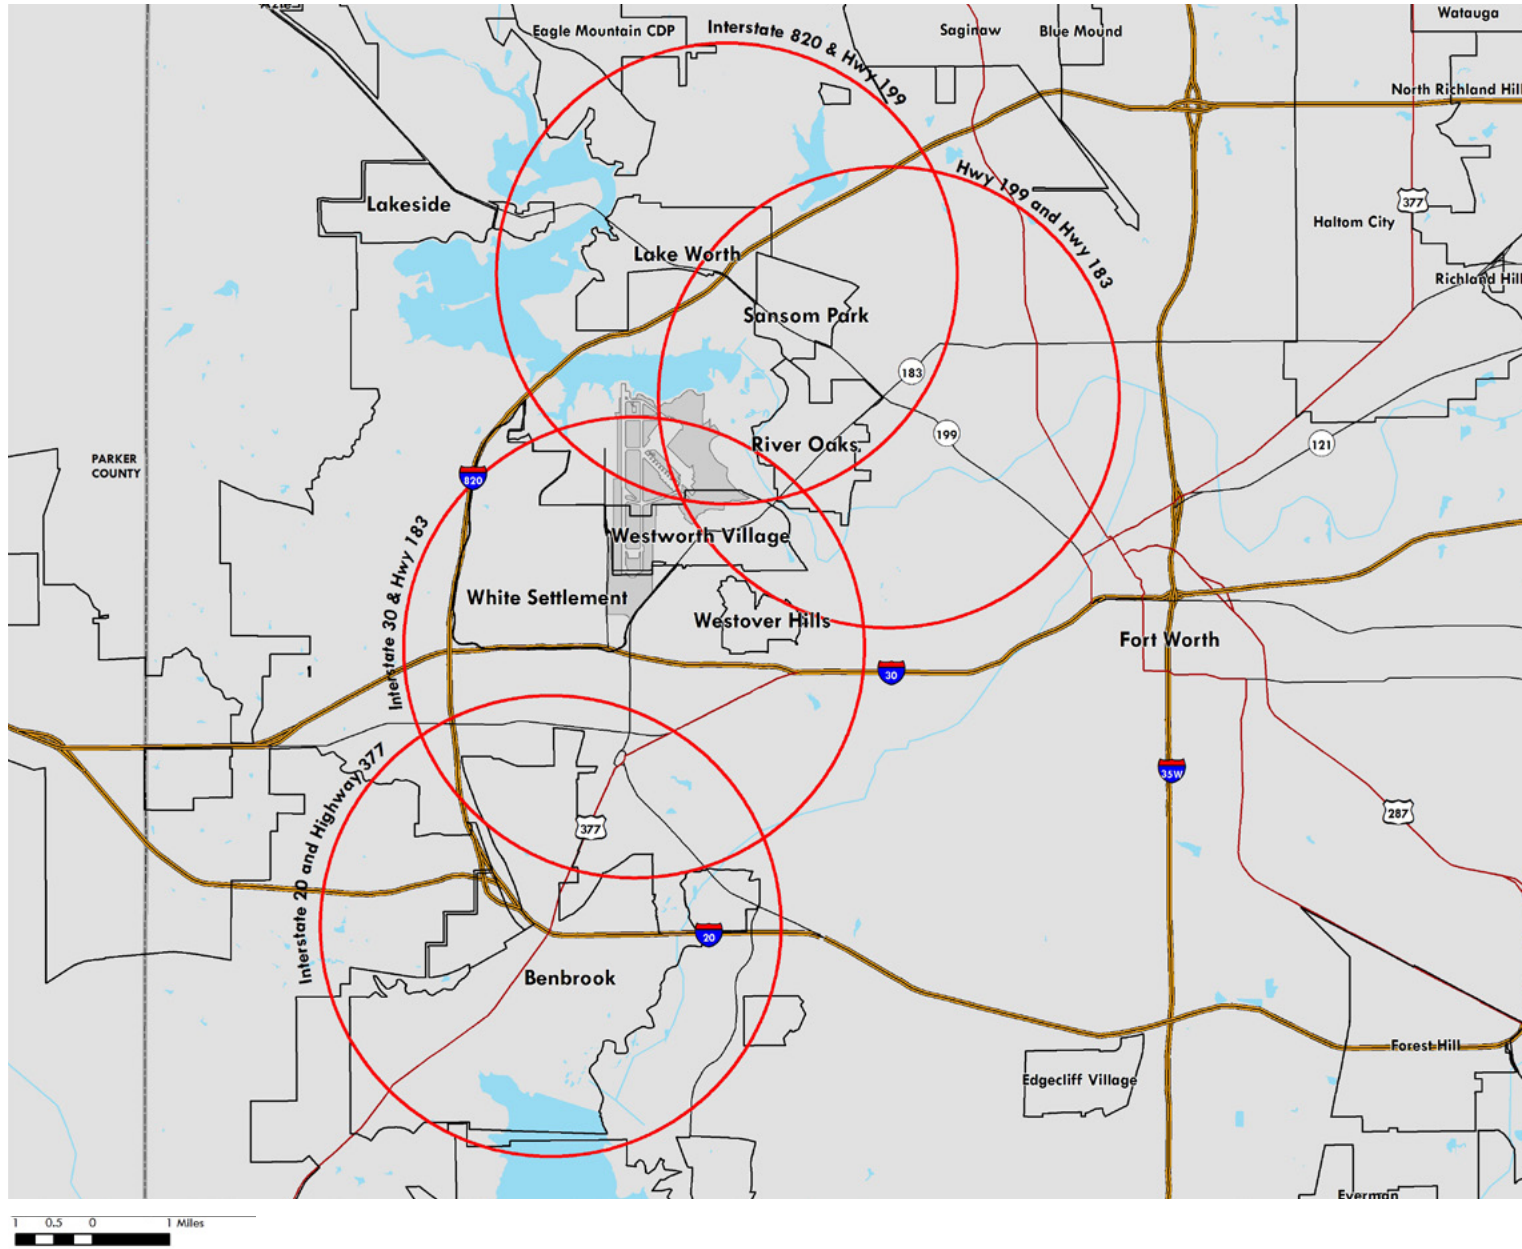 Azle
Eagle Mountain CDP
Interstate 820 & Hwy 199
Saginaw
Blue Mound
Watauga
North Richland Hill
Hwy 199 and Hwy 183
Lakeside
377
Haltom City
Lake Worth
Richland Hill
Sansom Park
183
199
River Oaks
121
PARKER
COUNTY
820
Westworth Village
Interstate 30 & Hwy 183
White Settlement
Westover Hills
Fort Worth
1
30
35W
Interstate 20 and Highway 377
377
287
20
Benbrook
Forest Hill
Edgecliff Village
Everman
1 0.5 0 1 Miles